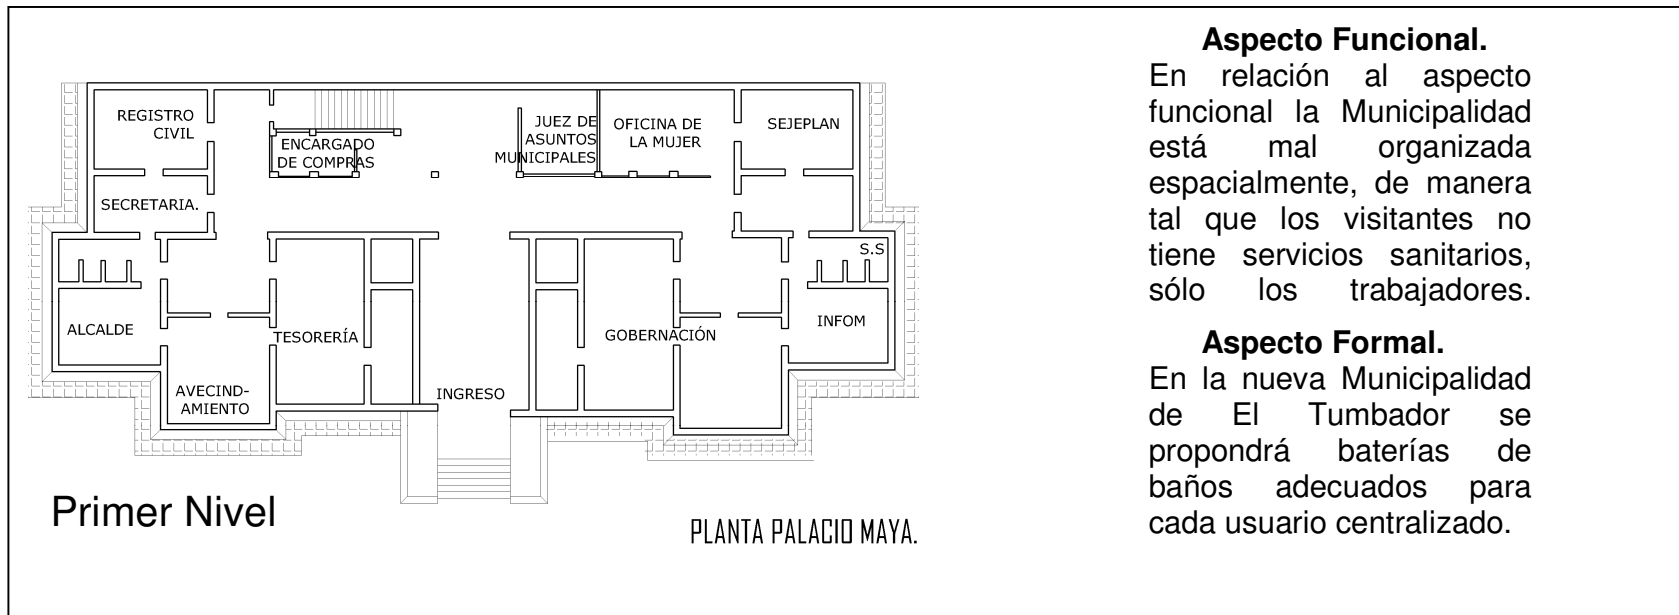 REGISTRO
CIVIL
ENCARGADO
DE COMPRAS
JUEZ DE
ASUNTOS
MUNICIPALES
OFICINA DE
LA MUJER
SEJEPLAN
SECRETARIA.
S.S
ALCALDE
TESORERÍA
GOBERNACIÓN
INFOM
AVECIND-
AMIENTO
INGRESO
Primer Nivel
PLANTA PALACIO MAYA.
Aspecto Funcional.
En relación al aspecto
funcional la Municipalidad
está mal organizada
espacialmente, de manera
tal que los visitantes no
tiene servicios sanitarios,
sólo los trabajadores.
Aspecto Formal.
En la nueva Municipalidad
de El Tumbador se
propondrá baterías de
baños adecuados para
cada usuario centralizado.